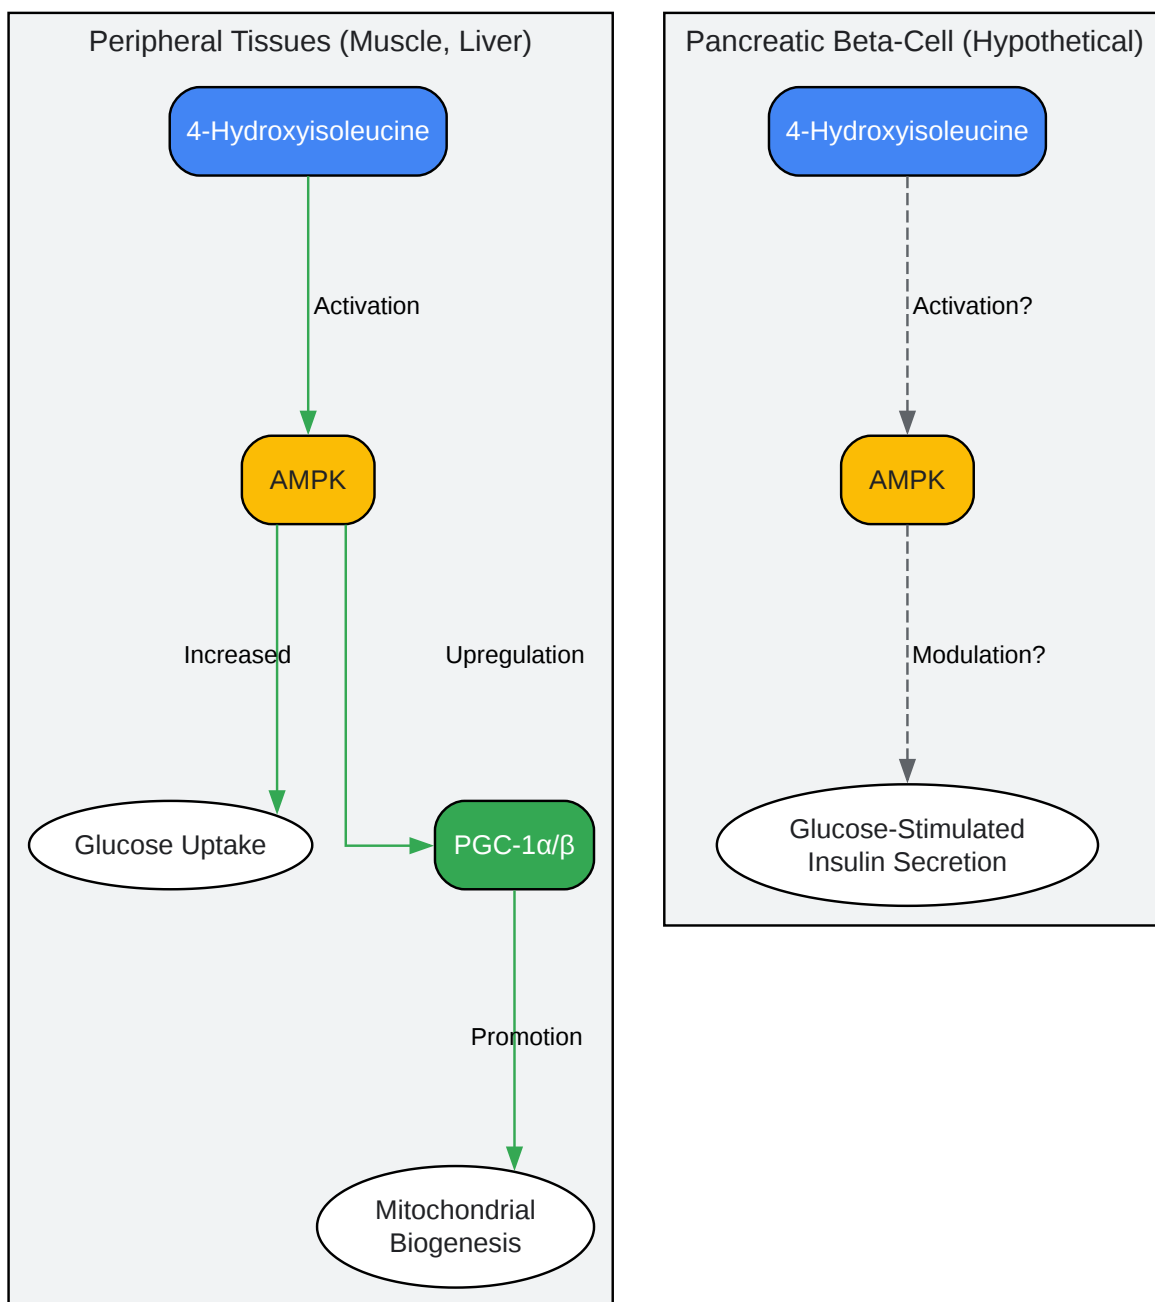 Peripheral Tissues (Muscle, Liver)
4-Hydroxyisoleucine
Activation
AMPK
Increased
Upregulation
Glucose Uptake
PGC-1α/β
Promotion
Mitochondrial
Biogenesis
Pancreatic Beta-Cell (Hypothetical)
4-Hydroxyisoleucine
Activation?
AMPK
Modulation?
Glucose-Stimulated
Insulin Secretion